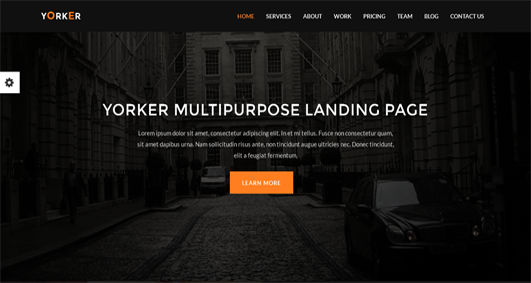 YORKER
HOME SERVICES ABOUT WORK PRICING TEAM BLOG CONTACT US
YORKER MULTIPURPOSE LANDING PAGE
Lorem ipsum dolor sit amet, consectetur adipiscing elit. In et mi tellus. Fusce non consectetur quam,
sit amet dapibus urna. Nam sollicitudin risus ante, non tincidunt augue ultricies nec. Donec tincidunt,
elit a feugiat fermentum,
LEARN MORE